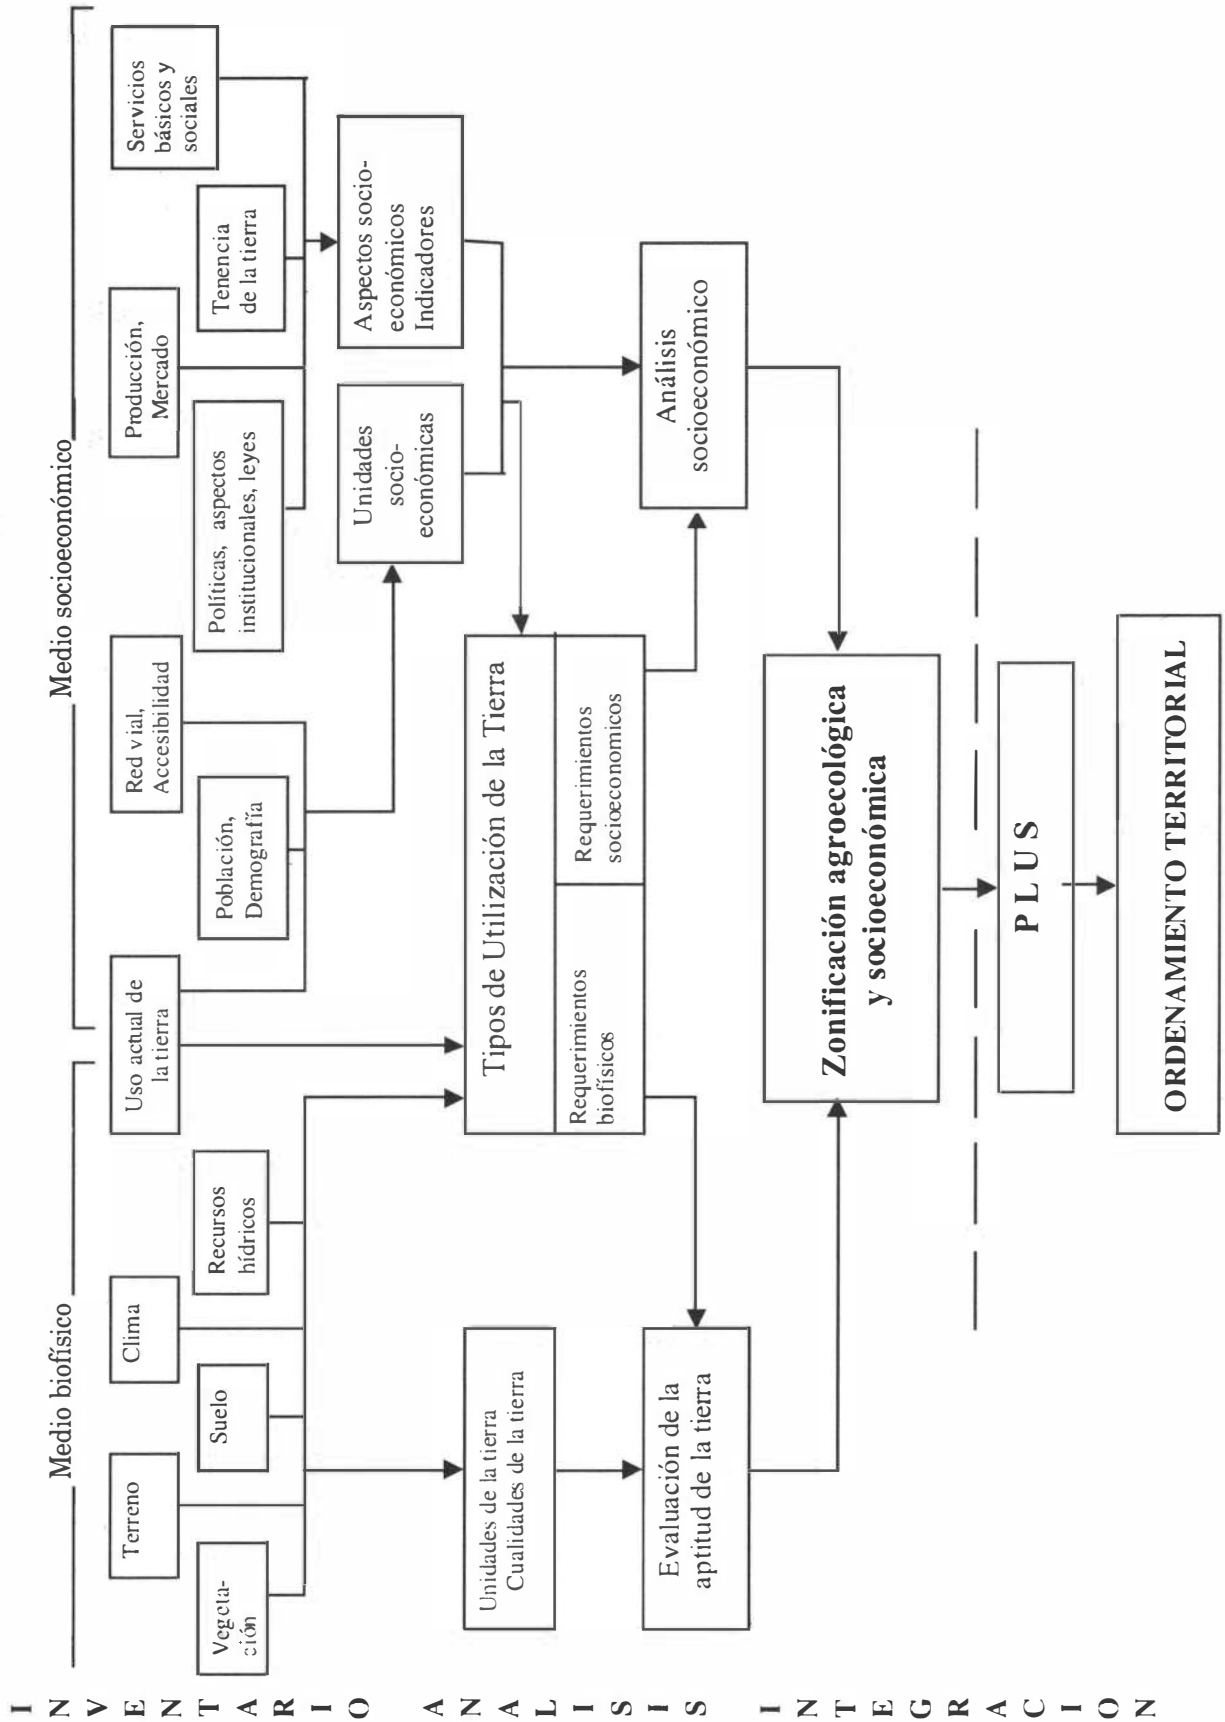 Medio biofísico
Medio socioeconómico
Vegeta-
ción
Terreno
Suelo
Clima
Recursos
hídricos
Uso actual de
la tierra
Población,
Demografía
Red vial,
Accesibilidad
Políticas, aspectos
institucionales, leyes
Producción,
Mercado
Tenencia
de la tierra
Servicios
básicos y
sociales
Unidades
socio-
económicas
Aspectos socio-
económicos
Indicadores
Unidades de la tierra
Cualidades de la tierra
Tipos de Utilización de la Tierra
Requerimientos
biofísicos
Requerimientos
socioeconomicos
Evaluación de la
aptitud de la tierra
Análisis
socioeconómico
Zonificación agroecológica
y socioeconómica
PLUS
ORDENAMIENTO TERRITORIAL
INVENTARIO
ANALISIS
INTEGRACION